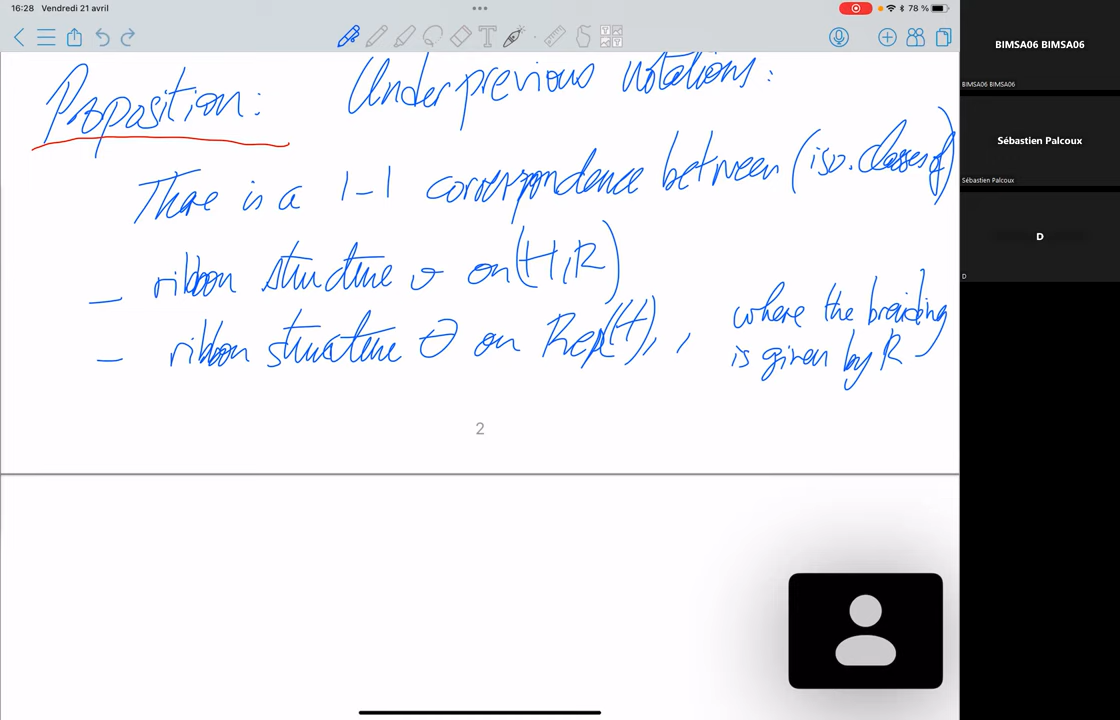 16:28 Vendredi 21 avril
78 %
Proposition: Under previous notations:
There is a 1-1 correspondence between (iso. classes of)
— ribbon structure v on (H,R)
— ribbon structure θ on Rep(H), where the braiding
is given by R
2
BIMSA06 BIMSA06
BIMSA06 BIMSA06
Sébastien Palcoux
Sébastien Palcoux
D
D